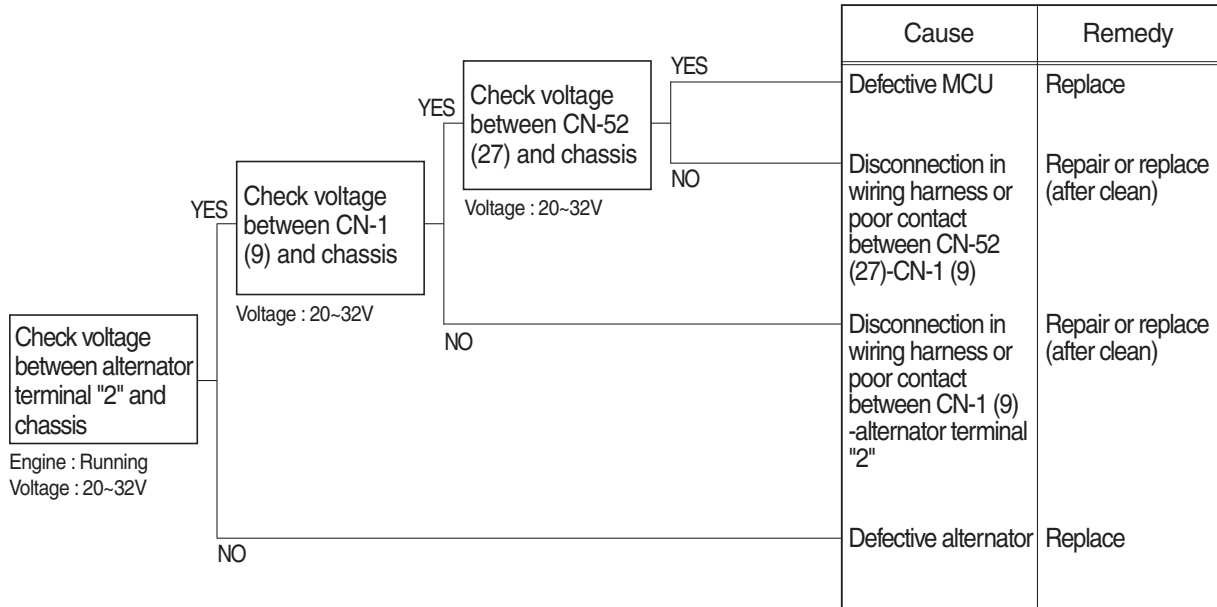 Cause
Remedy
YES
Defective MCU
Replace
YES
Check voltage
between CN-52
(27) and chassis
NO
Voltage : 20~32V
Disconnection in
wiring harness or
poor contact
between CN-52
(27)-CN-1 (9)
Repair or replace
(after clean)
YES
Check voltage
between CN-1
(9) and chassis
Voltage : 20~32V
NO
Disconnection in
wiring harness or
poor contact
between CN-1 (9)
-alternator terminal
"2"
Repair or replace
(after clean)
Check voltage
between alternator
terminal "2" and
chassis
Engine : Running
Voltage : 20~32V
NO
Defective alternator
Replace